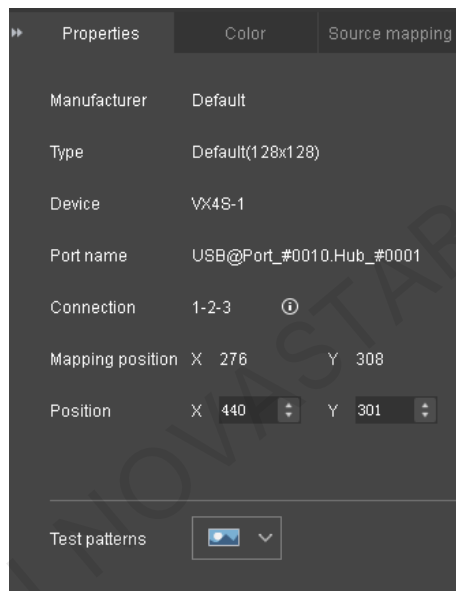 Properties Color Source mapping
Manufacturer Default
Type Default(128x128)
Device VX4S-1
Port name USB@Port_#0010.Hub_#0001
Connection 1-2-3
Mapping position X 276 Y 308
Position X 440 Y 301
Test patterns
NOVASTAR